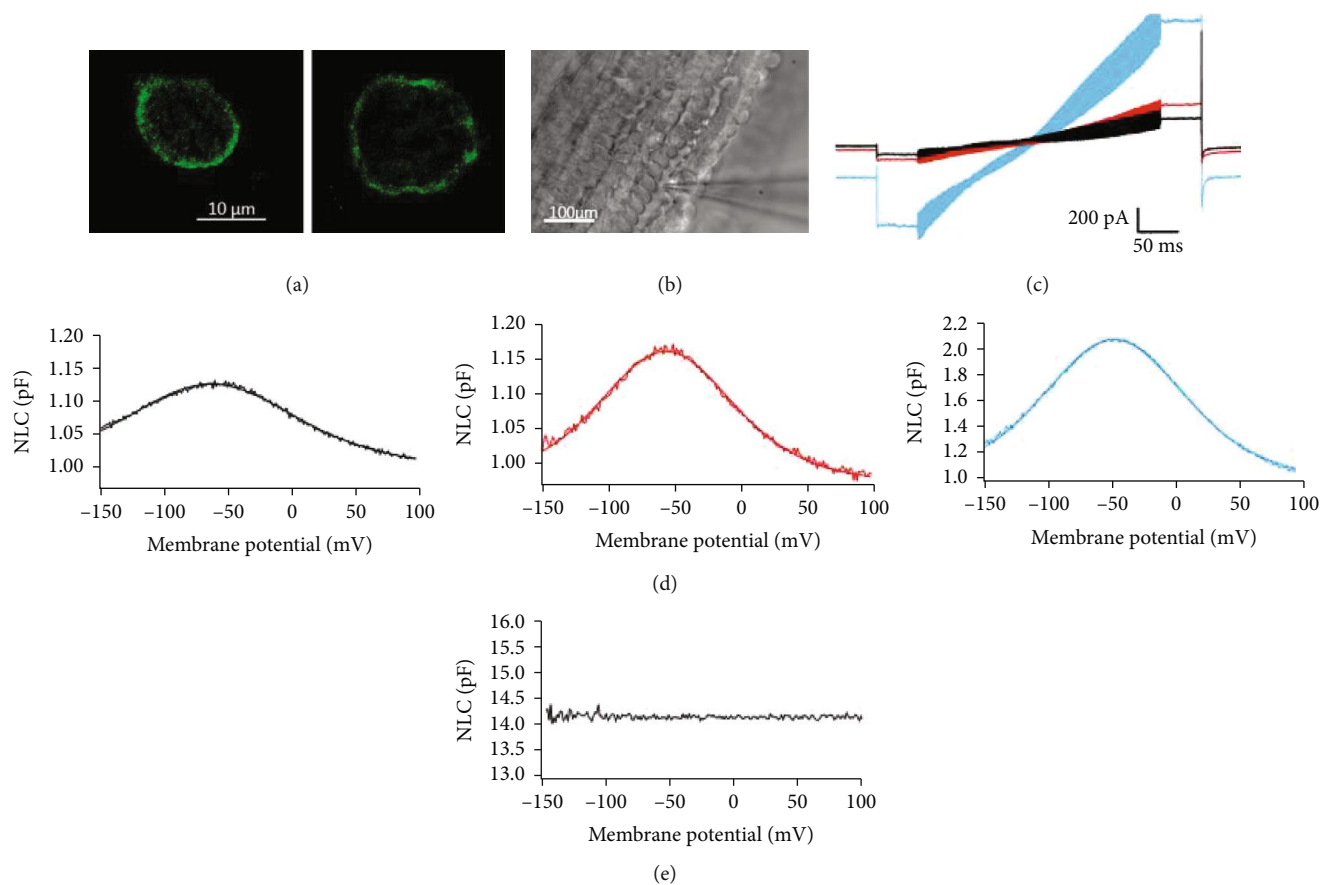 10 µm
100µm
200 pA
50 ms
(a)
(b)
(c)
1.20
1.15
1.10
1.05
1.00
NLC (pF)
−150 −100 −50 0 50 100
Membrane potential (mV)
1.20
1.15
1.10
1.05
1.00
NLC (pF)
−150 −100 −50 0 50 100
Membrane potential (mV)
2.2
2.0
1.8
1.6
1.4
1.2
1.0
NLC (pF)
−150 −100 −50 0 50 100
Membrane potential (mV)
(d)
16.0
15.5
15.0
14.5
14.0
13.5
13.0
NLC (pF)
−150 −100 −50 0 50 100
Membrane potential (mV)
(e)